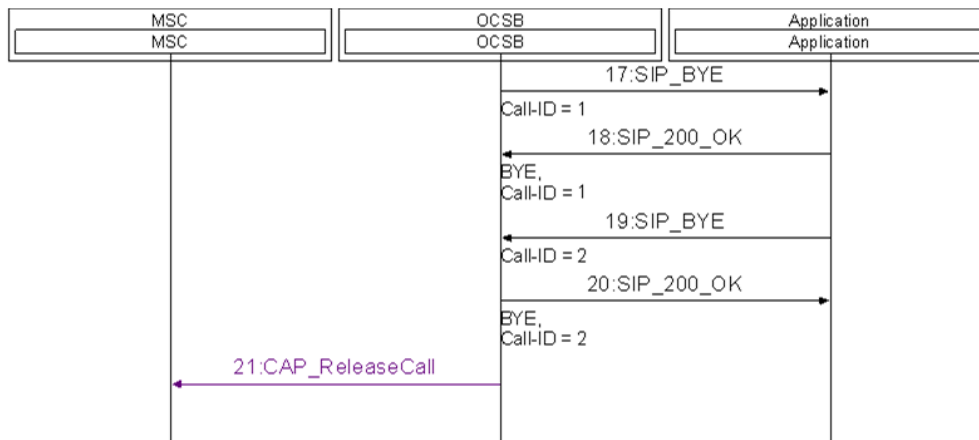 MSC
OCSB
Application
MSC
OCSB
Application
17:SIP_BYE
Call-ID = 1
18:SIP_200_OK
BYE,
Call-ID = 1
19:SIP_BYE
Call-ID = 2
20:SIP_200_OK
BYE,
Call-ID = 2
21:CAP_ReleaseCall